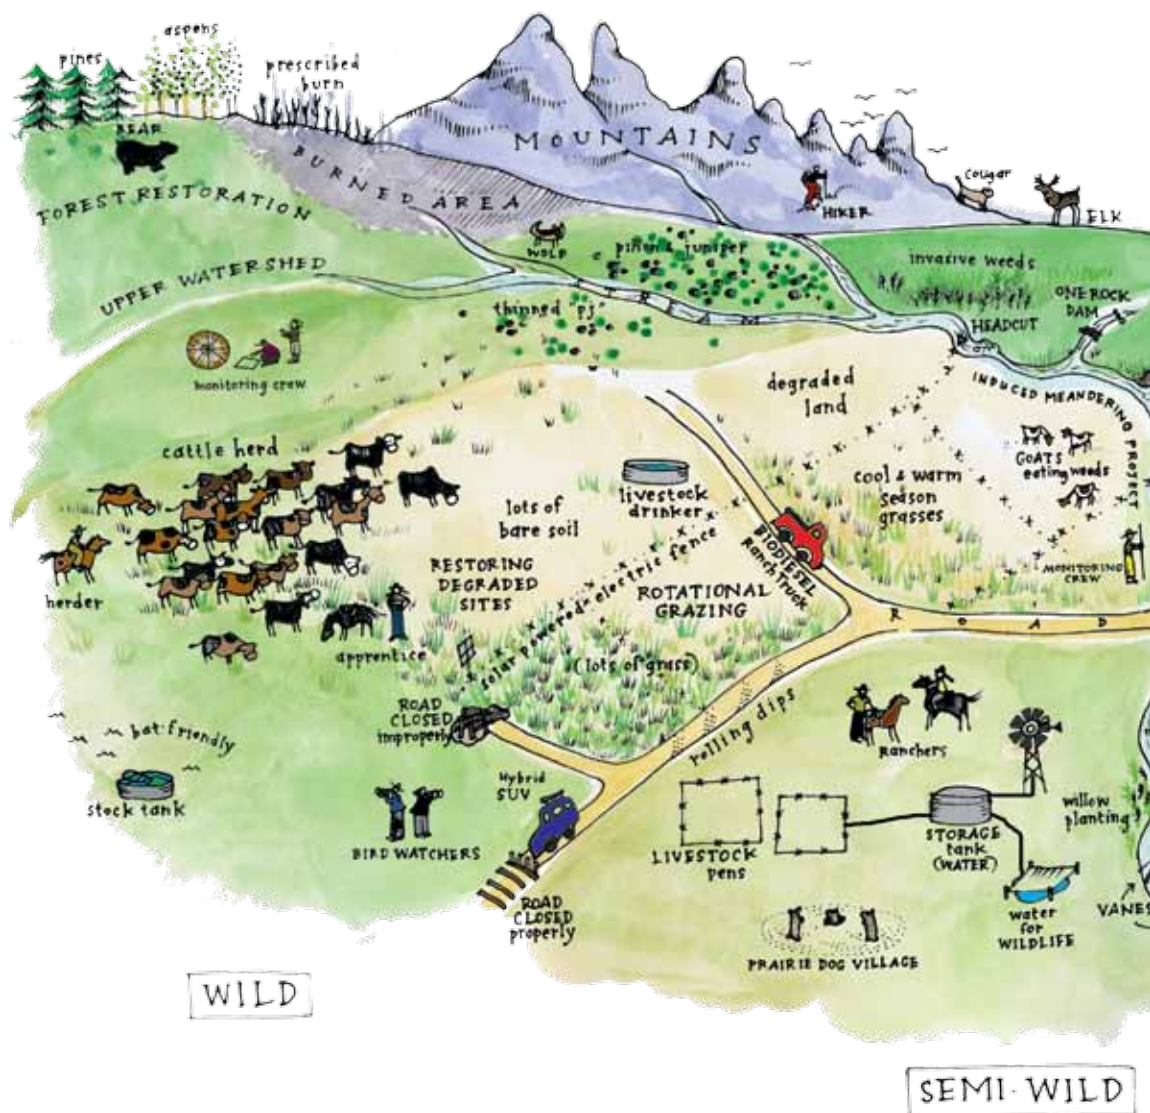 aspens
pines
prescribed
burn
BEAR
MOUNTAINS
BURNED AREA
FOREST RESTORATION
Cougar
HIKER
ELK
WOLF
piñon & juniper
invasive weeds
UPPER WATERSHED
ONE ROCK
DAM
STREAM
thinned "pj"
HEADCUT
monitoring crew
degraded
land
INDUCED MEANDERING PROJECT
cattle herd
GOATS
eating weeds
livestock
drinker
cool & warm
season
grasses
lots of
bare soil
BIODIESEL
Ranch Truck
MONITORING
CREW
RESTORING
DEGRADED
SITES
solar powered electric fence
ROTATIONAL
GRAZING
herder
ROAD
apprentice
(lots of grass)
ROAD
CLOSED
improperly
rolling dips
bat-friendly
Ranchers
stock tank
Hybrid
SUV
willow
planting
BIRD WATCHERS
LIVESTOCK
pens
STORAGE
tank
(WATER)
ROAD
CLOSED
properly
water
for
WILDLIFE
VANES
PRAIRIE DOG VILLAGE
WILD
SEMI-WILD